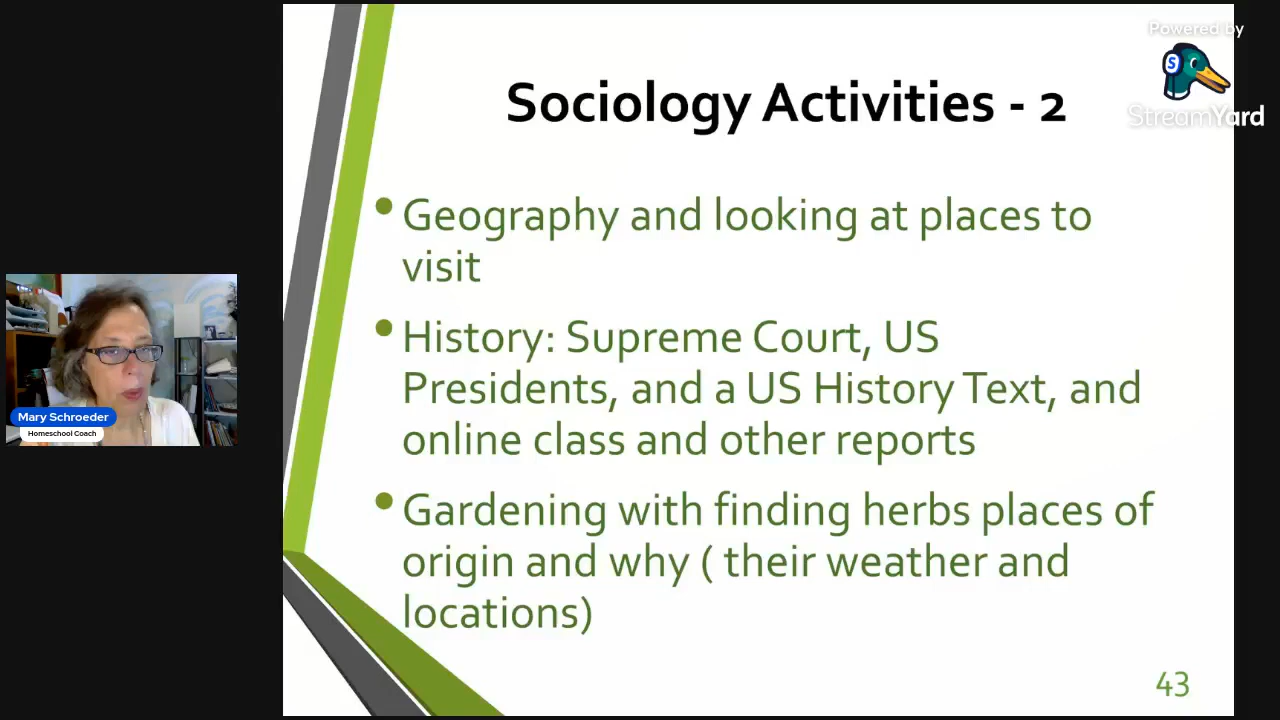 Powered by
S
StreamYard
Sociology Activities - 2
• Geography and looking at places to
visit
• History: Supreme Court, US
Presidents, and a US History Text, and
online class and other reports
• Gardening with finding herbs places of
origin and why ( their weather and
locations)
43
Mary Schroeder
Homeschool Coach